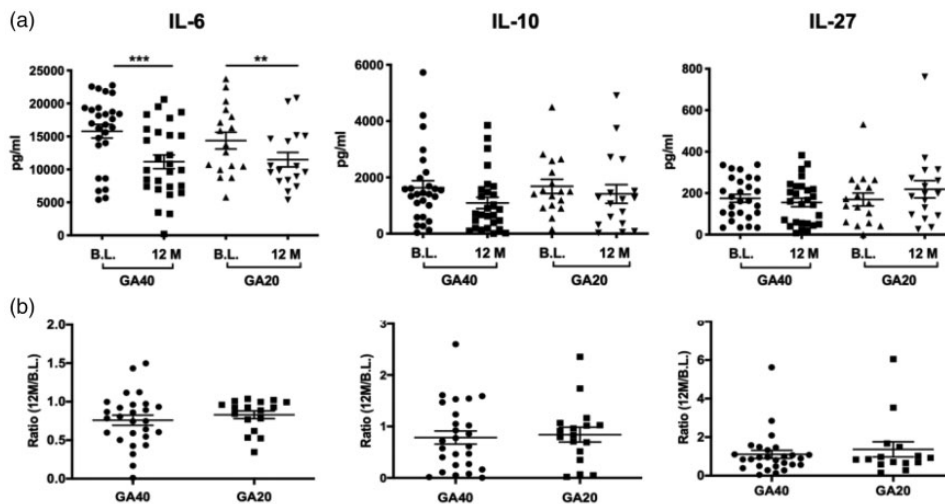 (a)
IL-6
IL-10
IL-27
pg/ml
25000
20000
15000
10000
5000
0
***
**
B.L. 12 M B.L. 12 M
GA40 GA20
pg/ml
6000
4000
2000
0
B.L. 12 M B.L. 12 M
GA40 GA20
pg/ml
800
600
400
200
0
B.L. 12 M B.L. 12 M
GA40 GA20
(b)
Ratio (12M/B.L.)
2.0
1.5
1.0
0.5
0.0
GA40 GA20
Ratio (12M/B.L.)
3
2
1
0
GA40 GA20
Ratio (12M/B.L.)
8
6
4
2
0
GA40 GA20